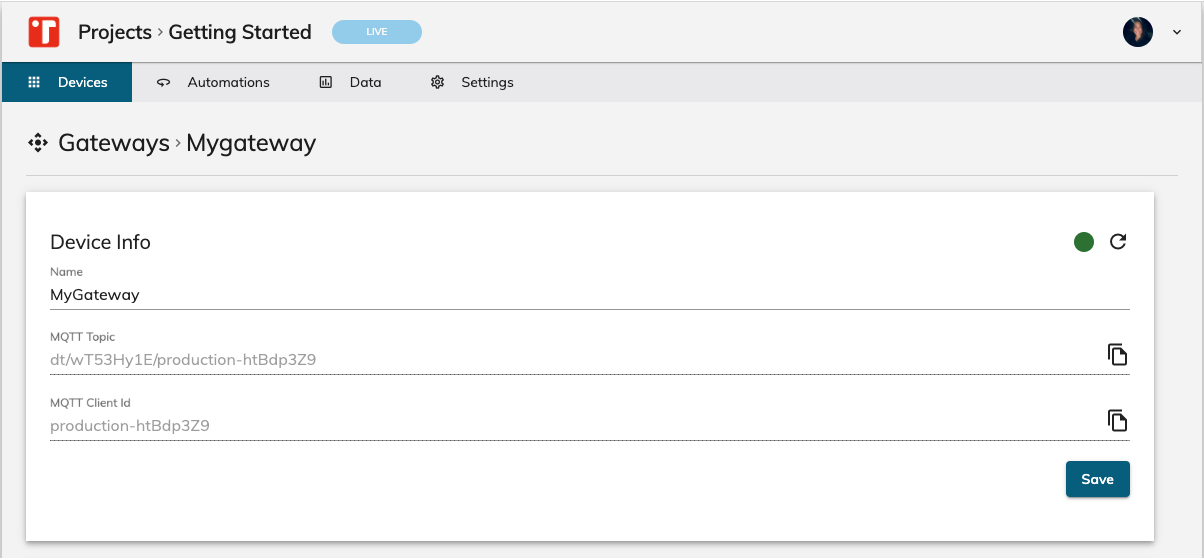 Projects › Getting Started LIVE
Devices Automations Data Settings
Gateways › Mygateway
Device Info
Name
MyGateway
MQTT Topic
dt/wT53Hy1E/production-htBdp3Z9
MQTT Client Id
production-htBdp3Z9
Save